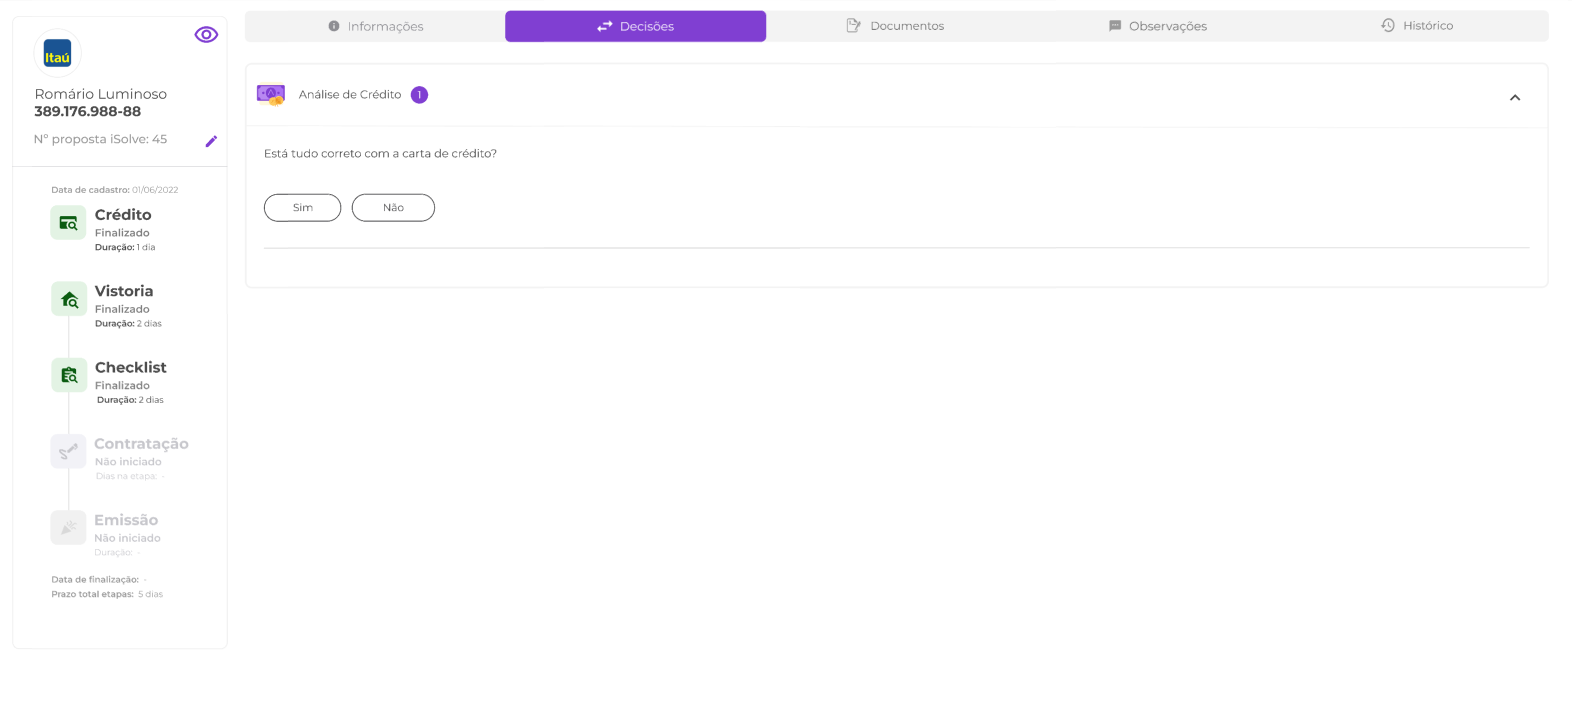 Informações
Decisões
Documentos
Observações
Histórico
Itaú
Romário Luminoso
389.176.988-88
Nº proposta iSolve: 45
Data de cadastro: 01/06/2022
Crédito
Finalizado
Duração: 1 dia
Vistoria
Finalizado
Duração: 2 dias
Checklist
Finalizado
Duração: 2 dias
Contratação
Não iniciado
Dias na etapa: -
Emissão
Não iniciado
Duração: -
Data de finalização: -
Prazo total etapas: 5 dias
Análise de Crédito 1
Está tudo correto com a carta de crédito?
Sim
Não